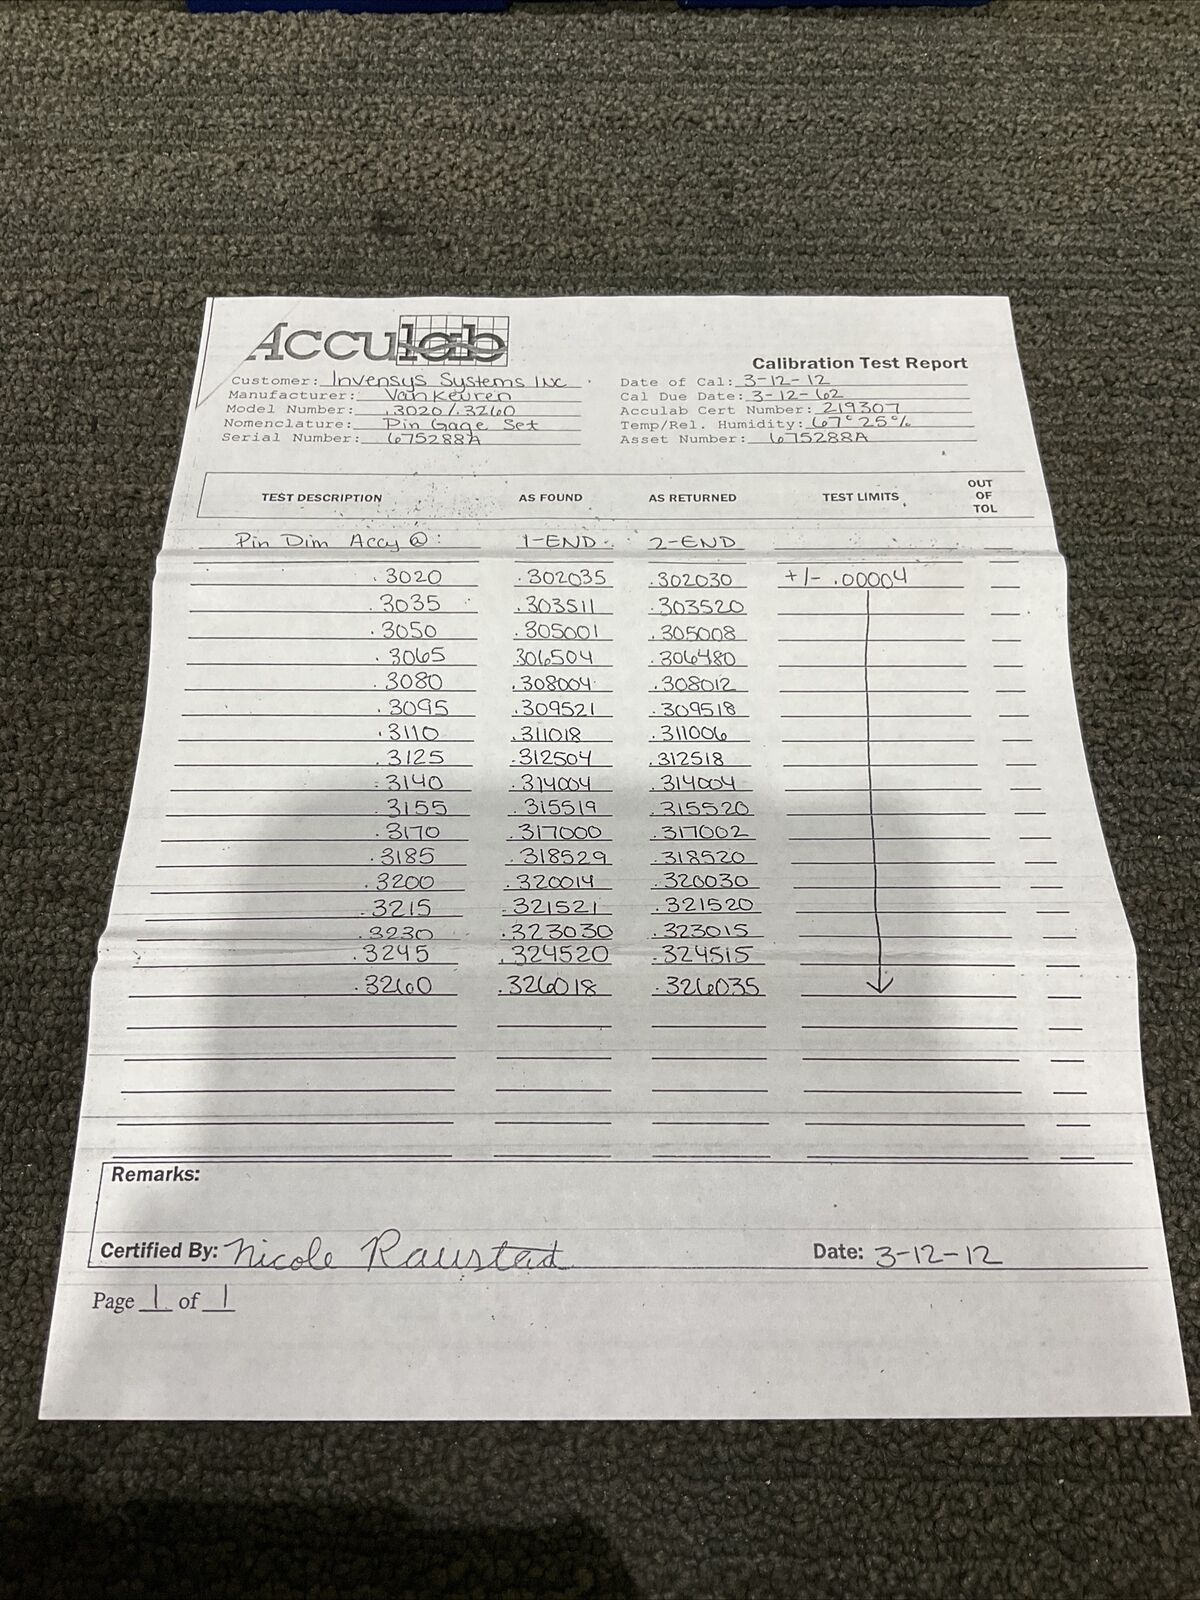 Acculab
Calibration Test Report
Customer: Invensys Systems Inc
Manufacturer: VanKeuren
Model Number: .3020/.3260
Nomenclature: Pin Gage Set
Serial Number: 675288A
Date of Cal: 3-12-12
Cal Due Date: 3-12-62
Acculab Cert Number: 219307
Temp/Rel. Humidity: 67° 25%
Asset Number: 675288A
TEST DESCRIPTION AS FOUND AS RETURNED TEST LIMITS OUT OF TOL
Pin Dim Accy @: 1-END 2-END
.3020 .302035 .302030 +/- .00004
.3035 .303511 .303520
.3050 .305001 .305008
.3065 306504 .306480
.3080 .308004 .308012
.3095 .309521 .309518
.3110 .311018 .311006
.3125 .312504 .312518
.3140 .314004 .314004
.3155 .315519 .315520
.3170 .317000 .317002
.3185 .318529 .318520
.3200 .320014 .320030
.3215 .321521 .321520
.3230 .323030 .323015
.3245 .324520 .324515
.3260 .326018 .326035
Remarks:
Certified By: Nicole Raustad Date: 3-12-12
Page 1 of 1